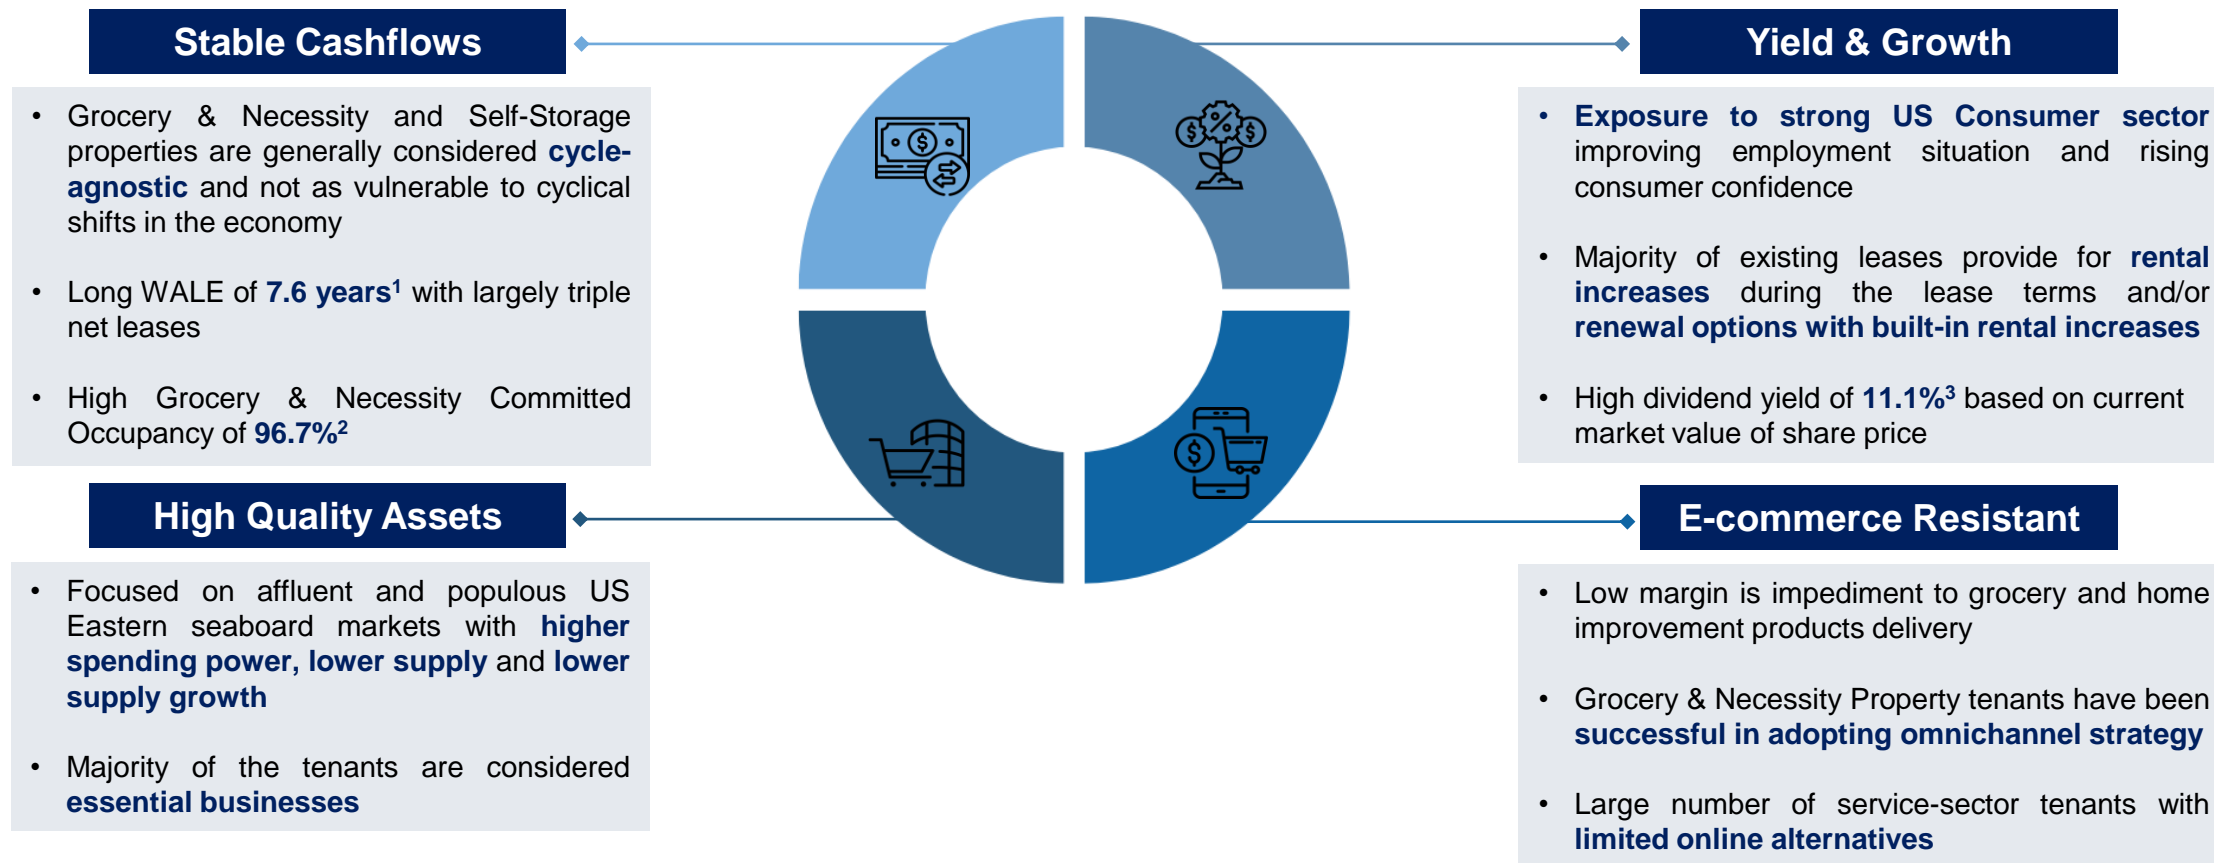 Stable Cashflows
• Grocery & Necessity and Self-Storage
properties are generally considered cycle-
agnostic and not as vulnerable to cyclical
shifts in the economy
• Long WALE of 7.6 years¹ with largely triple
net leases
• High Grocery & Necessity Committed
Occupancy of 96.7%²
Yield & Growth
• Exposure to strong US Consumer sector
improving employment situation and rising
consumer confidence
• Majority of existing leases provide for rental
increases during the lease terms and/or
renewal options with built-in rental increases
• High dividend yield of 11.1%³ based on current
market value of share price
High Quality Assets
• Focused on affluent and populous US
Eastern seaboard markets with higher
spending power, lower supply and lower
supply growth
• Majority of the tenants are considered
essential businesses
E-commerce Resistant
• Low margin is impediment to grocery and home
improvement products delivery
• Grocery & Necessity Property tenants have been
successful in adopting omnichannel strategy
• Large number of service-sector tenants with
limited online alternatives